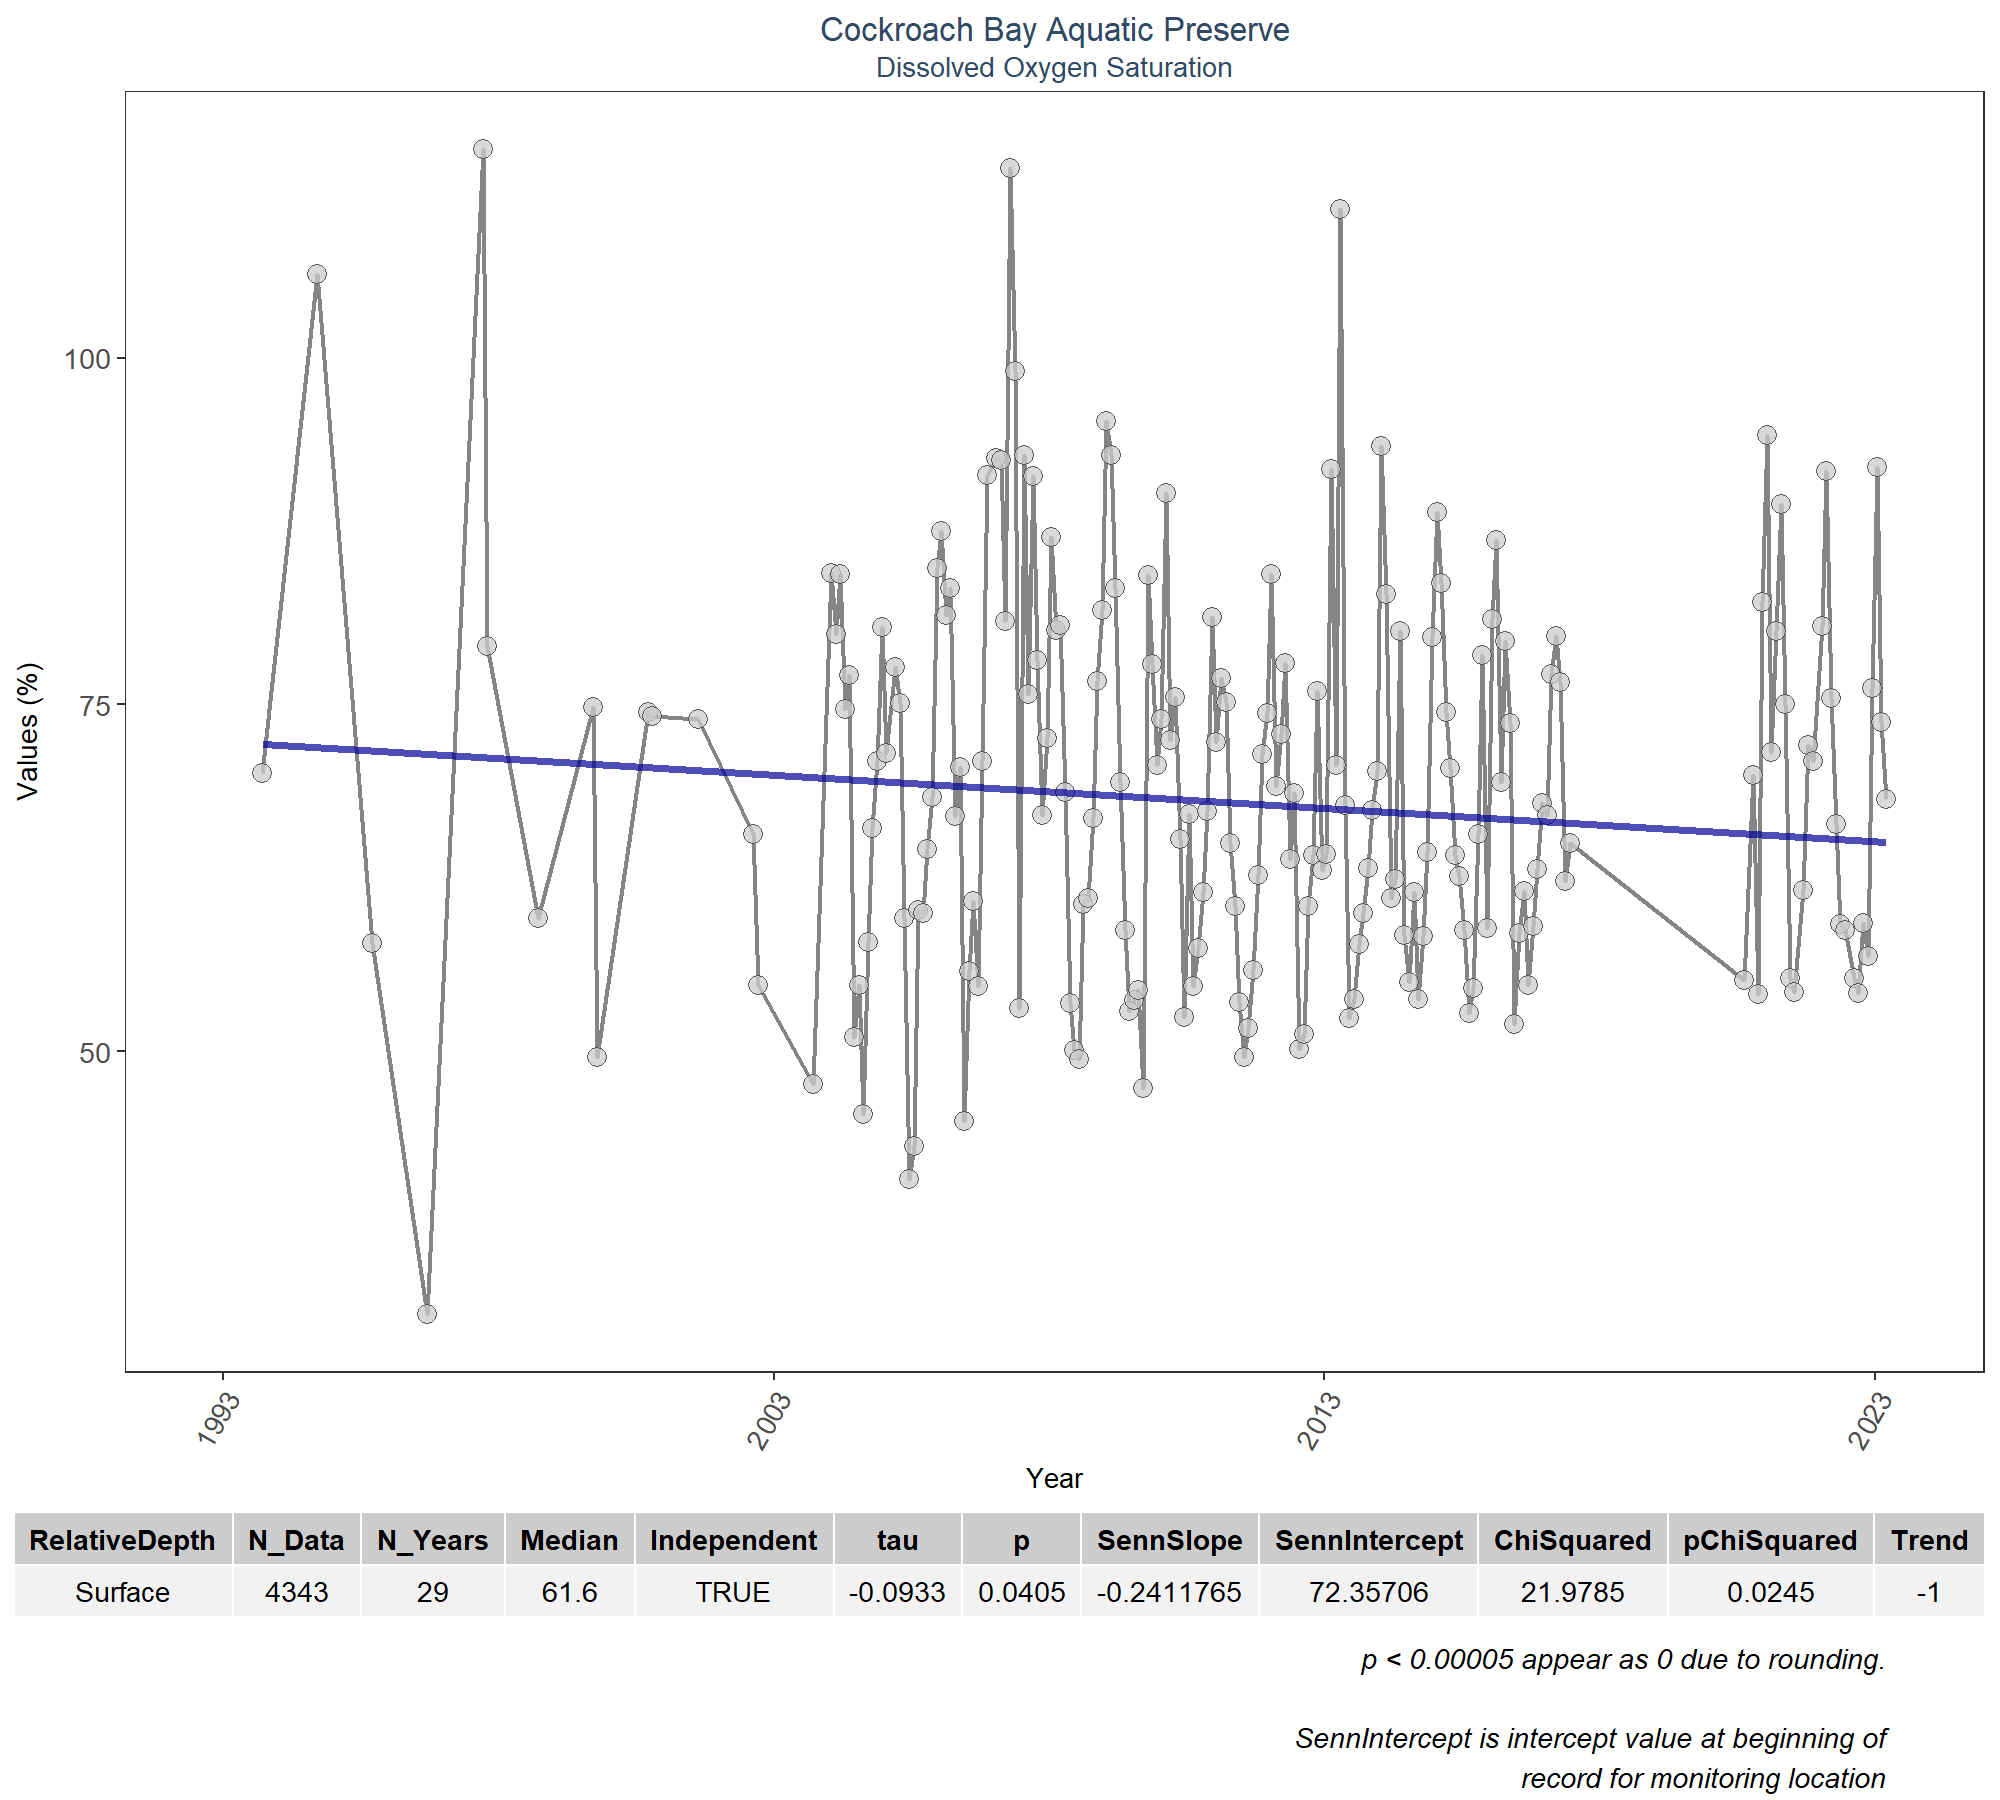 Cockroach Bay Aquatic Preserve
Dissolved Oxygen Saturation
Values (%)
100
75
50
1993 2003 2013 2023
Year
RelativeDepth N_Data N_Years Median Independent tau p SennSlope SennIntercept ChiSquared pChiSquared Trend
Surface 4343 29 61.6 TRUE -0.0933 0.0405 -0.2411765 72.35706 21.9785 0.0245 -1
p < 0.00005 appear as 0 due to rounding.
SennIntercept is intercept value at beginning of
record for monitoring location